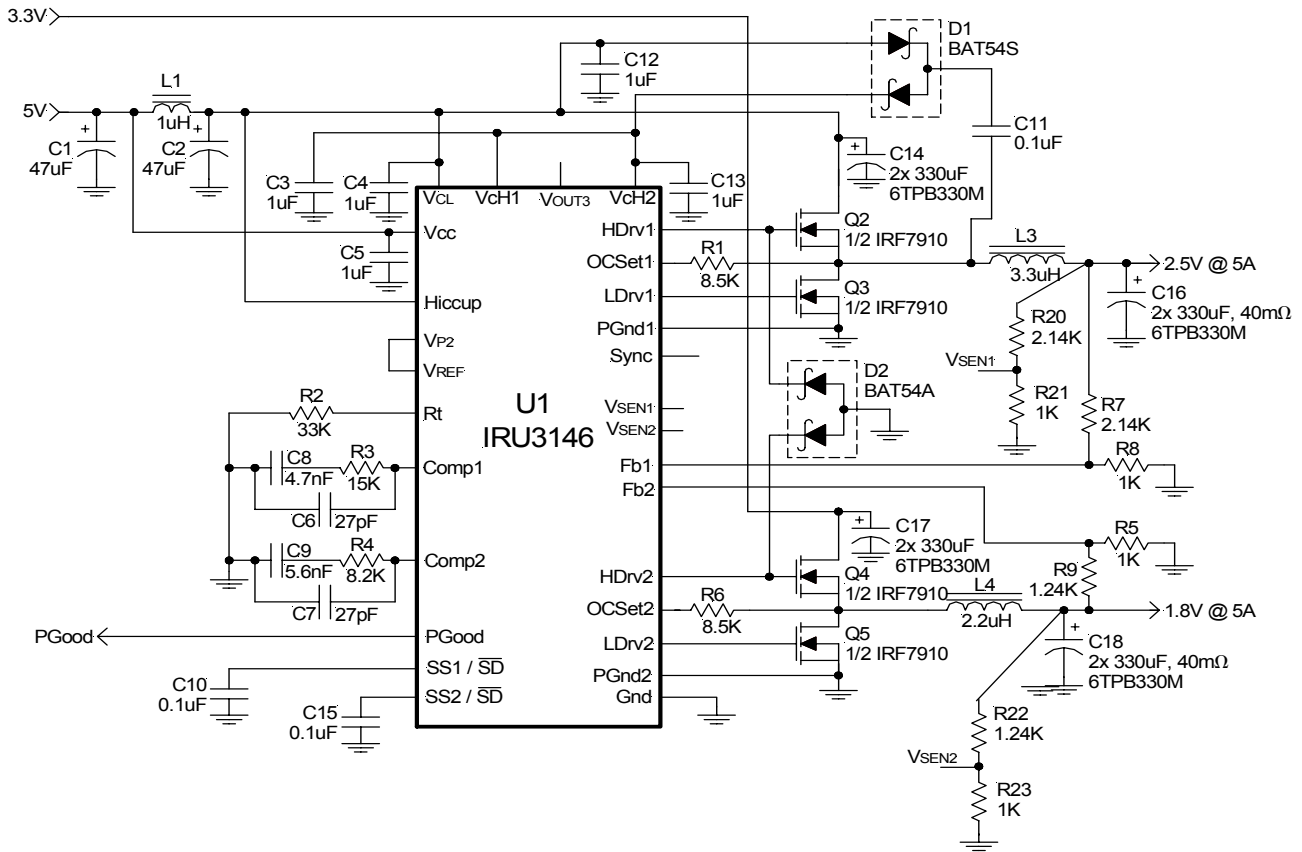 3.3V
D1
BAT54S
C12
1uF
L1
1uH
5V
C1
47uF
C2
47uF
C11
0.1uF
C3
1uF
C4
1uF
C13
1uF
C14
2x 330uF
6TPB330M
VCL
VcH1
VOUT3
VcH2
Vcc
C5
1uF
Hiccup
VP2
VREF
Rt
R2
33K
Comp1
C8
4.7nF
R3
15K
C6
27pF
Comp2
C9
5.6nF
R4
8.2K
C7
27pF
PGood
PGood
SS1 / SD
C10
0.1uF
SS2 / SD
C15
0.1uF
U1
IRU3146
HDrv1
OCSet1
LDrv1
PGnd1
Sync
VSEN1
VSEN2
Fb1
Fb2
HDrv2
OCSet2
LDrv2
PGnd2
Gnd
R1
8.5K
Q2
1/2 IRF7910
Q3
1/2 IRF7910
L3
3.3uH
2.5V @ 5A
C16
2x 330uF, 40mΩ
6TPB330M
R20
2.14K
VSEN1
R21
1K
R7
2.14K
R8
1K
D2
BAT54A
C17
2x 330uF
6TPB330M
Q4
1/2 IRF7910
R6
8.5K
Q5
1/2 IRF7910
L4
2.2uH
R5
1K
R9
1.24K
1.8V @ 5A
C18
2x 330uF, 40mΩ
6TPB330M
R22
1.24K
VSEN2
R23
1K